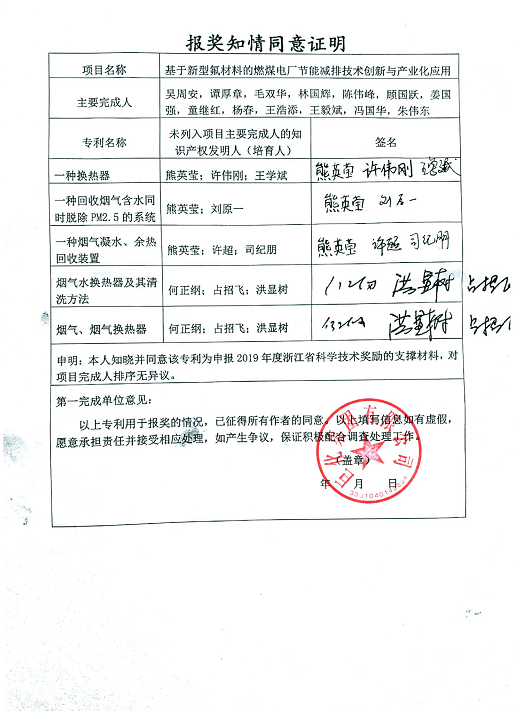 报奖知情同意证明
项目名称
基于新型氟材料的燃煤电厂节能减排技术创新与产业化应用
主要完成人
吴周安，谭厚章，毛双华，林国辉，陈伟峰，顾国跃，姜国
强，童继红，杨春，王浩添，王毅斌，冯国华，朱伟东
专利名称
未列入项目主要完成人的知
识产权发明人（培育人）
签名
一种换热器
熊英莹；许伟刚；王学斌
熊英莹 许伟刚 王学斌
一种回收烟气含水同
时脱除 PM2.5 的系统
熊英莹；刘原一
熊英莹 刘原一
一种烟气凝水、余热
回收装置
熊英莹；许超；司纪朋
熊英莹 许超 司纪朋
烟气水换热器及其清
洗方法
何正纲；占招飞；洪显树
洪显树
烟气、烟气换热器
何正纲；占招飞；洪显树
洪显树
申明：本人知晓并同意该专利为申报 2019 年度浙江省科学技术奖励的支撑材料，对
项目完成人排序无异议。
第一完成单位意见：
以上专利用于报奖的情况，已征得所有作者的同意。以上填写信息如有虚假，
愿意承担责任并接受相应处理，如产生争议，保证积极配合调查处理工作。
（盖章）
年 月 日
巨化集团有限公司